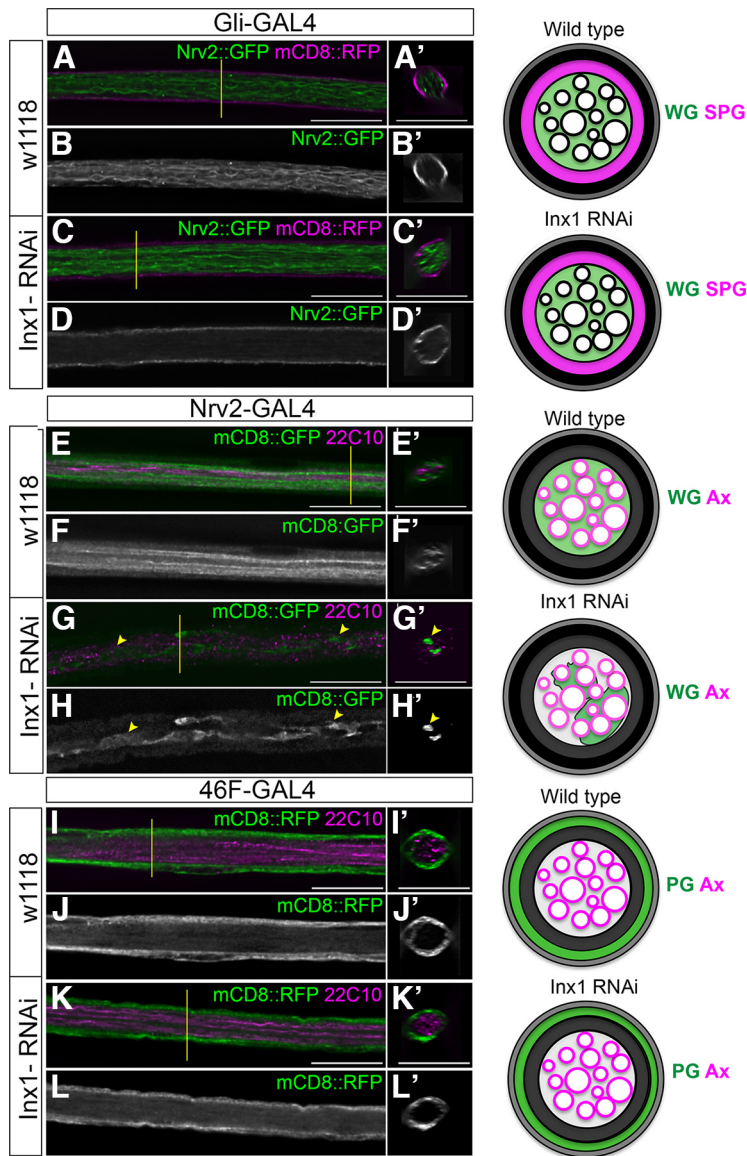 Gli-GAL4
Wild type
w1118
A
Nrv2::GFP mCD8::RFP
A'
WG SPG
B
Nrv2::GFP
B'
Inx1- RNAi
C
Nrv2::GFP mCD8::RFP
C'
Inx1 RNAi
WG SPG
D
Nrv2::GFP
D'
Nrv2-GAL4
Wild type
w1118
E
mCD8::GFP 22C10
E'
WG Ax
F
mCD8:GFP
F'
Inx1- RNAi
G
mCD8::GFP 22C10
G'
Inx1 RNAi
WG Ax
H
mCD8::GFP
H'
46F-GAL4
Wild type
w1118
I
mCD8::RFP 22C10
I'
PG Ax
J
mCD8::RFP
J'
Inx1- RNAi
K
mCD8::RFP 22C10
K'
Inx1 RNAi
PG Ax
L
mCD8::RFP
L'